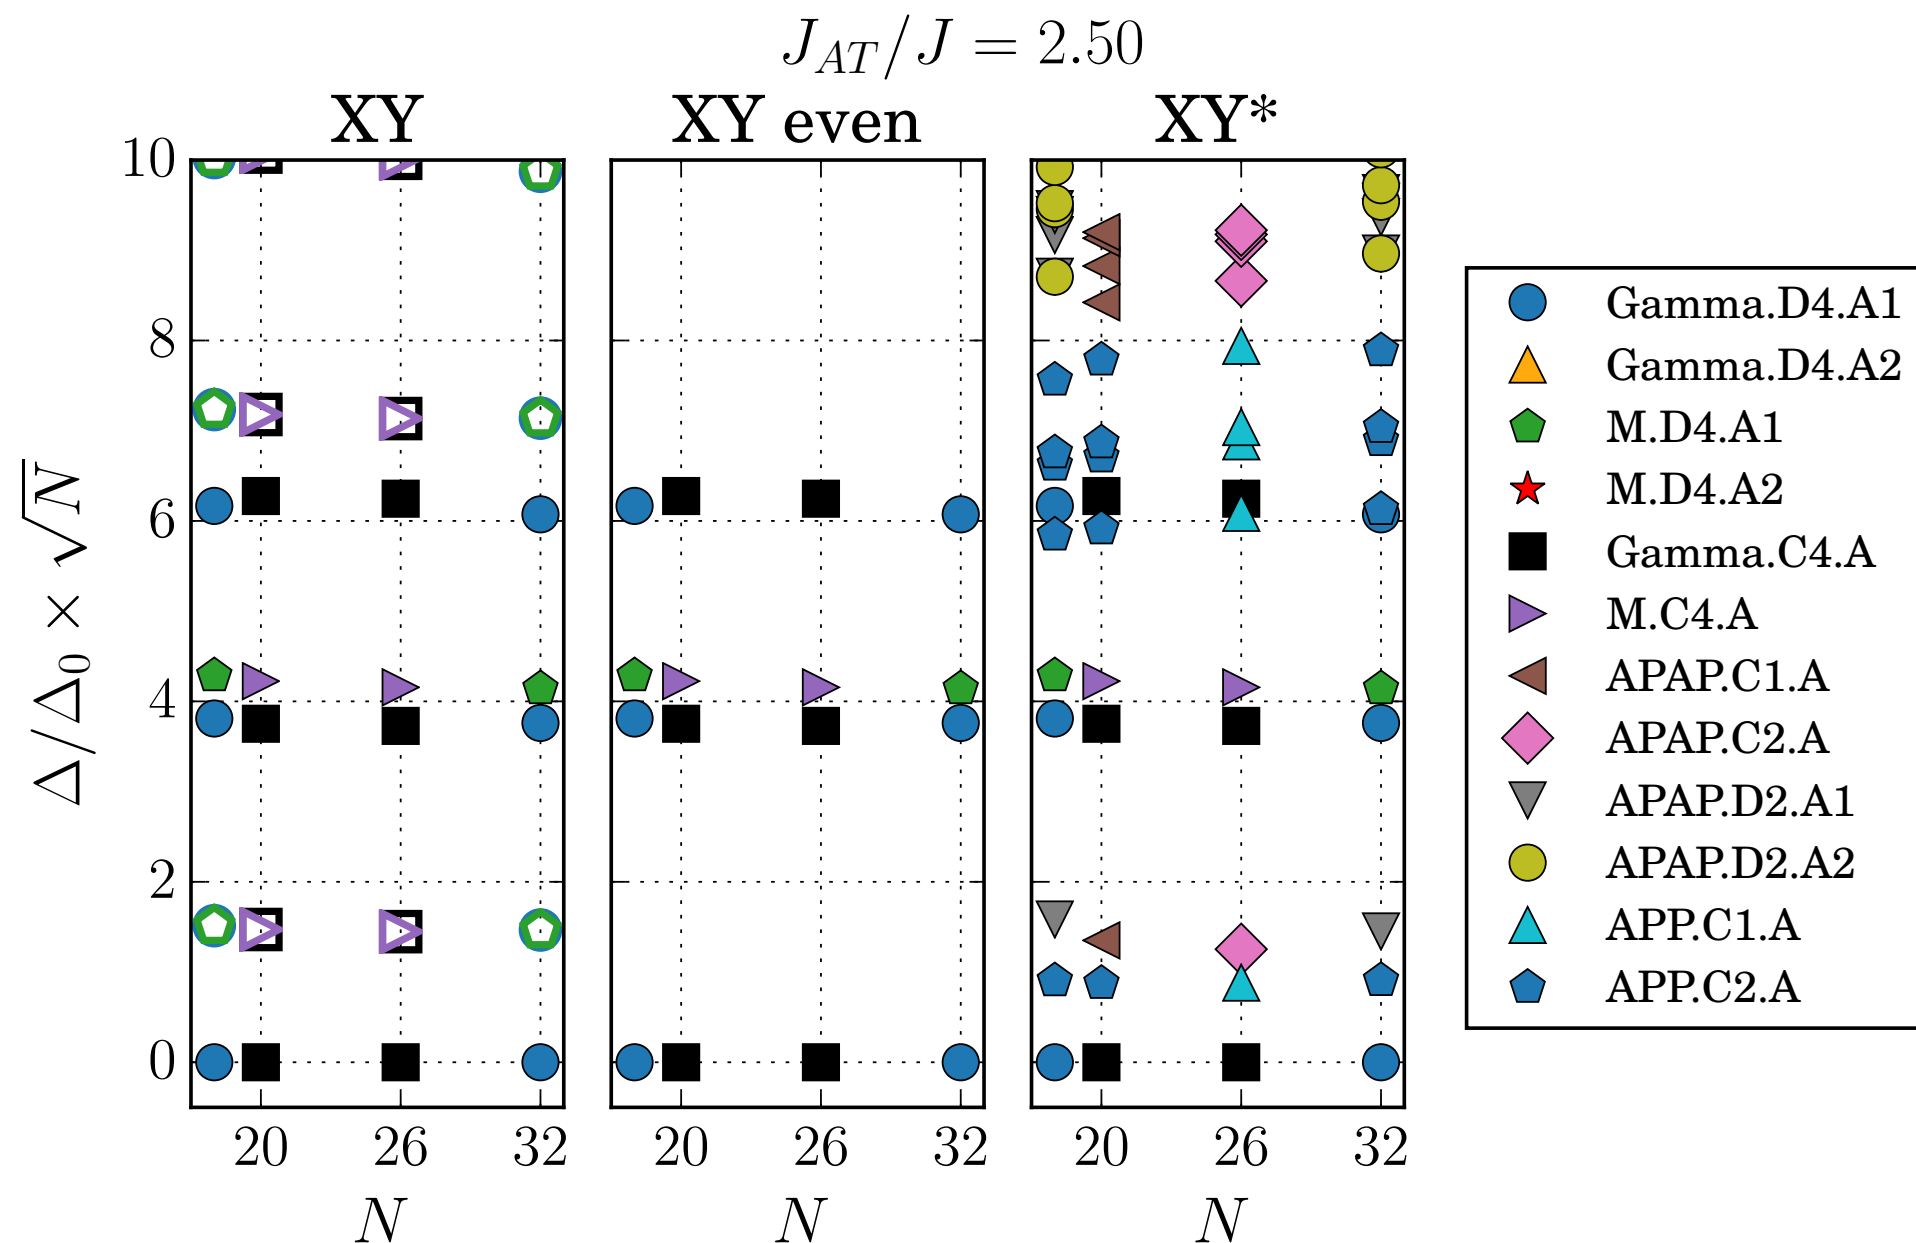 J_{AT}/J = 2.50
XY
XY even
XY*
Δ/Δ₀ × √N
10
8
6
4
2
0
20 26 32
20 26 32
20 26 32
N
N
N
Gamma.D4.A1
Gamma.D4.A2
M.D4.A1
M.D4.A2
Gamma.C4.A
M.C4.A
APAP.C1.A
APAP.C2.A
APAP.D2.A1
APAP.D2.A2
APP.C1.A
APP.C2.A